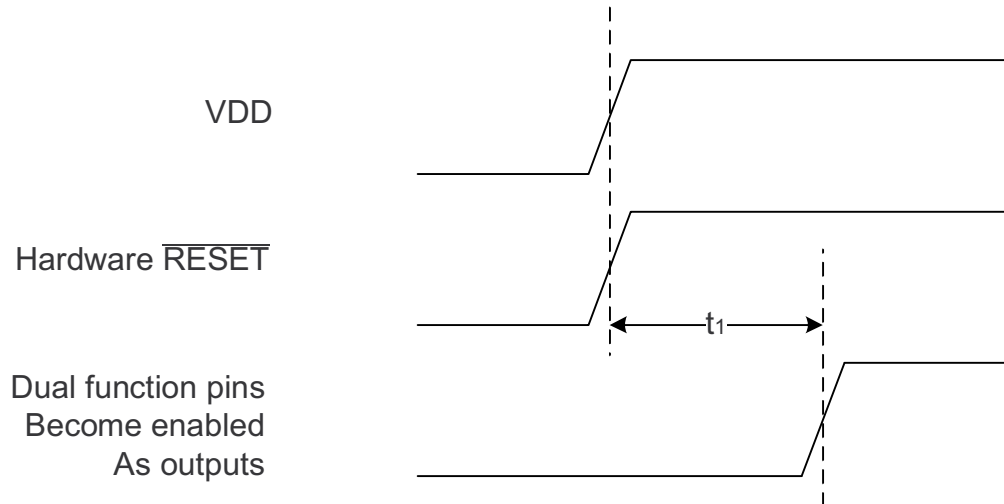 VDD
Hardware RESET
t1
Dual function pins
Become enabled
As outputs